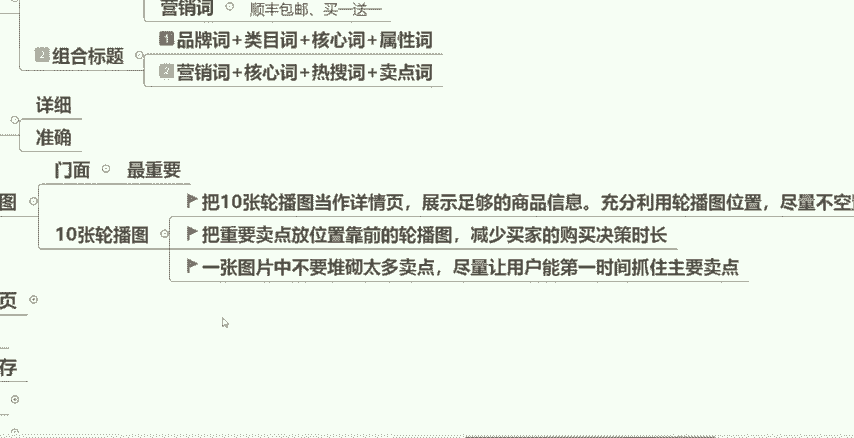 营销词 顺丰包邮、买一送一
2 组合标题
1 品牌词+类目词+核心词+属性词
2 营销词+核心词+热搜词+卖点词
详细
准确
门面 最重要
图
10张轮播图
把10张轮播图当作详情页，展示足够的商品信息。充分利用轮播图位置，尽量不空
把重要卖点放位置靠前的轮播图，减少买家的购买决策时长
一张图片中不要堆砌太多卖点，尽量让用户能第一时间抓住主要卖点
页
存